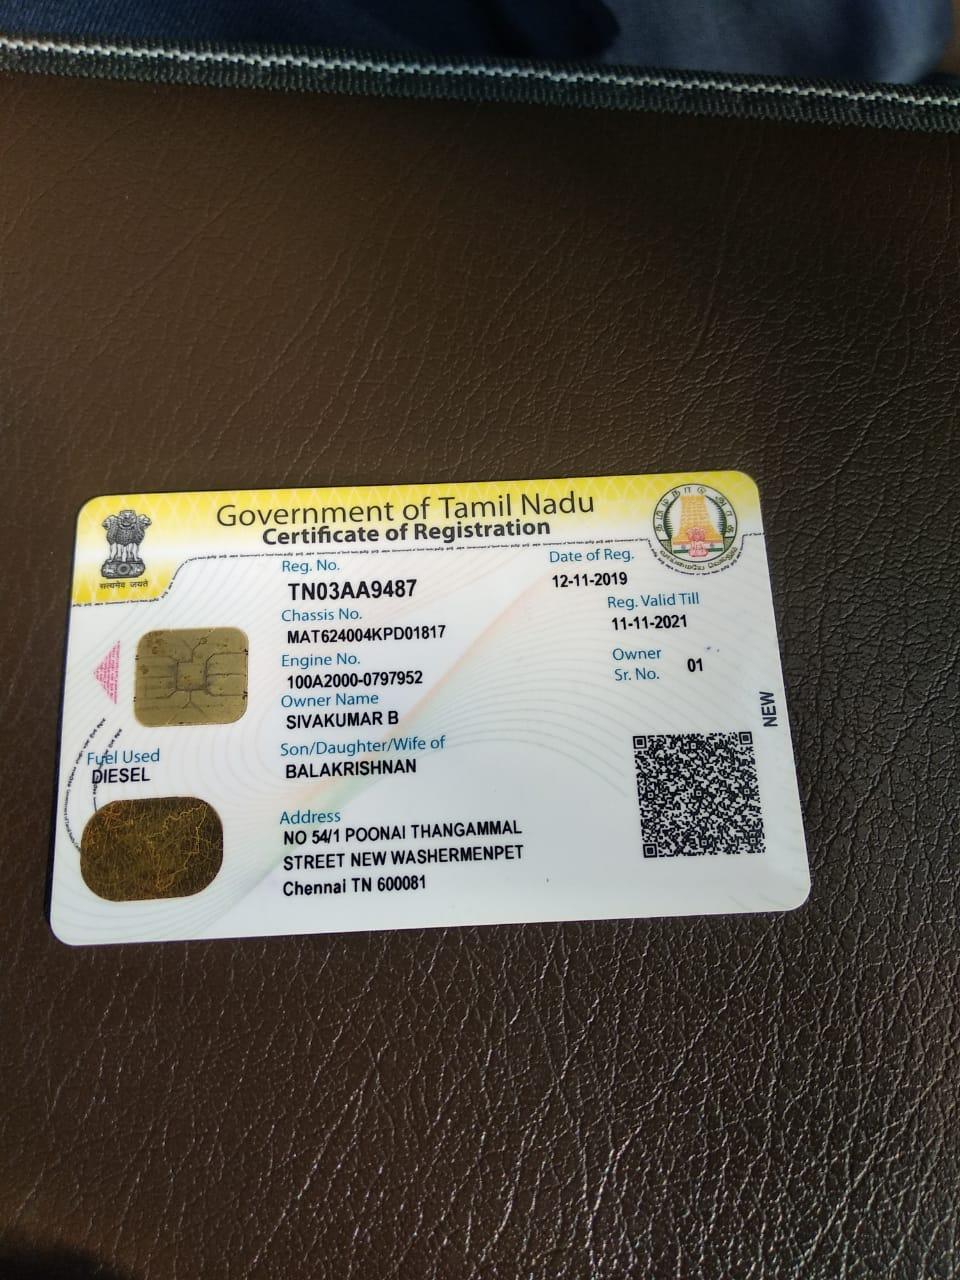 Government of Tamil Nadu
Certificate of Registration
सत्यमेव जयते
தமிழ்நாடு அரசு
வாய்மையே வெல்லும்
Reg. No.
TN03AA9487
Date of Reg.
12-11-2019
Chassis No.
MAT624004KPD01817
Reg. Valid Till
11-11-2021
Engine No.
100A2000-0797952
Owner
Sr. No. 01
Owner Name
SIVAKUMAR B
NEW
Son/Daughter/Wife of
BALAKRISHNAN
Fuel Used
DIESEL
Address
NO 54/1 POONAI THANGAMMAL
STREET NEW WASHERMENPET
Chennai TN 600081